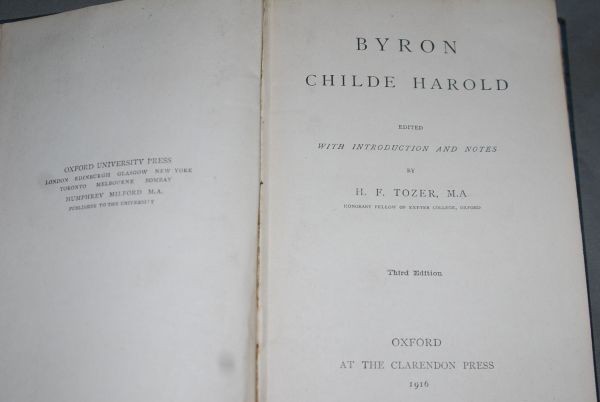 OXFORD UNIVERSITY PRESS
LONDON EDINBURGH GLASGOW NEW YORK
TORONTO MELBOURNE BOMBAY
HUMPHREY MILFORD M.A.
PUBLISHER TO THE UNIVERSITY
BYRON
CHILDE HAROLD
EDITED
WITH INTRODUCTION AND NOTES
BY
H. F. TOZER, M.A.
HONORARY FELLOW OF EXETER COLLEGE, OXFORD
Third Edition
OXFORD
AT THE CLARENDON PRESS
1916